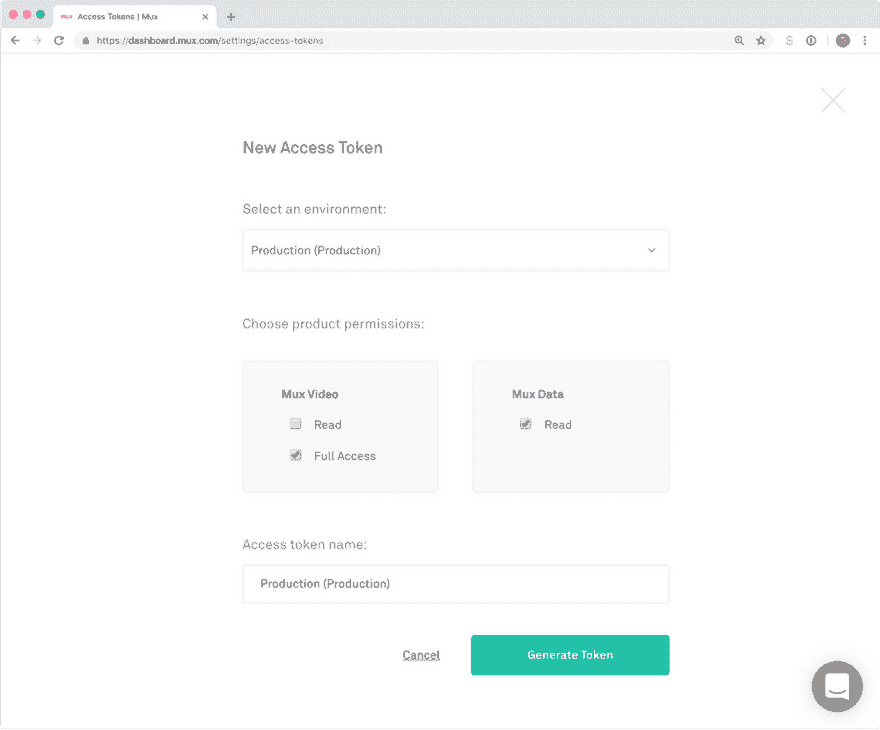 mux Access Tokens | Mux
https://dashboard.mux.com/settings/access-tokens
New Access Token
Select an environment:
Production (Production)
Choose product permissions:
Mux Video
Read
Full Access
Mux Data
Read
Access token name:
Production (Production)
Cancel
Generate Token